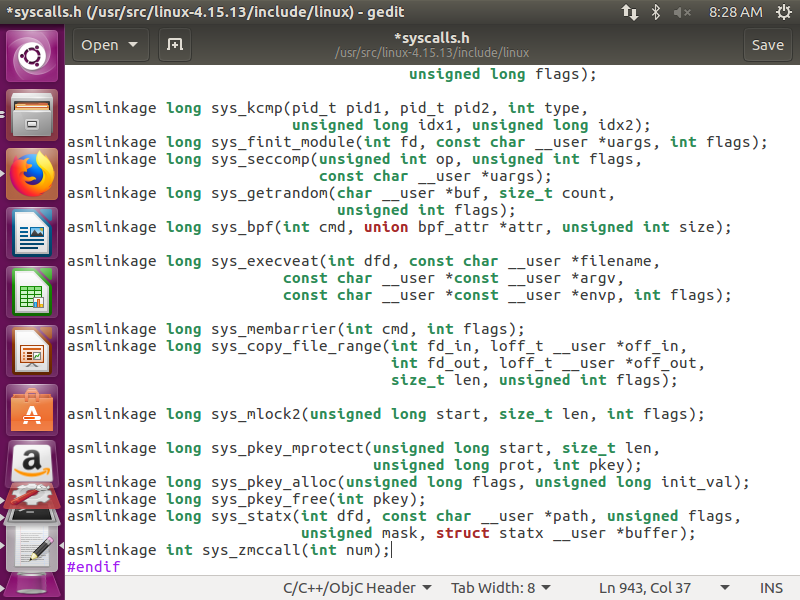 *syscalls.h (/usr/src/linux-4.15.13/include/linux) - gedit
8:28 AM
Open
*syscalls.h
/usr/src/linux-4.15.13/include/linux
Save
unsigned long flags);
asmlinkage long sys_kcmp(pid_t pid1, pid_t pid2, int type,
unsigned long idx1, unsigned long idx2);
asmlinkage long sys_finit_module(int fd, const char __user *uargs, int flags);
asmlinkage long sys_seccomp(unsigned int op, unsigned int flags,
const char __user *uargs);
asmlinkage long sys_getrandom(char __user *buf, size_t count,
unsigned int flags);
asmlinkage long sys_bpf(int cmd, union bpf_attr *attr, unsigned int size);
asmlinkage long sys_execveat(int dfd, const char __user *filename,
const char __user *const __user *argv,
const char __user *const __user *envp, int flags);
asmlinkage long sys_membarrier(int cmd, int flags);
asmlinkage long sys_copy_file_range(int fd_in, loff_t __user *off_in,
int fd_out, loff_t __user *off_out,
size_t len, unsigned int flags);
asmlinkage long sys_mlock2(unsigned long start, size_t len, int flags);
asmlinkage long sys_pkey_mprotect(unsigned long start, size_t len,
unsigned long prot, int pkey);
asmlinkage long sys_pkey_alloc(unsigned long flags, unsigned long init_val);
asmlinkage long sys_pkey_free(int pkey);
asmlinkage long sys_statx(int dfd, const char __user *path, unsigned flags,
unsigned mask, struct statx __user *buffer);
asmlinkage int sys_zmccall(int num);
#endif
C/C++/ObjC Header Tab Width: 8 Ln 943, Col 37 INS